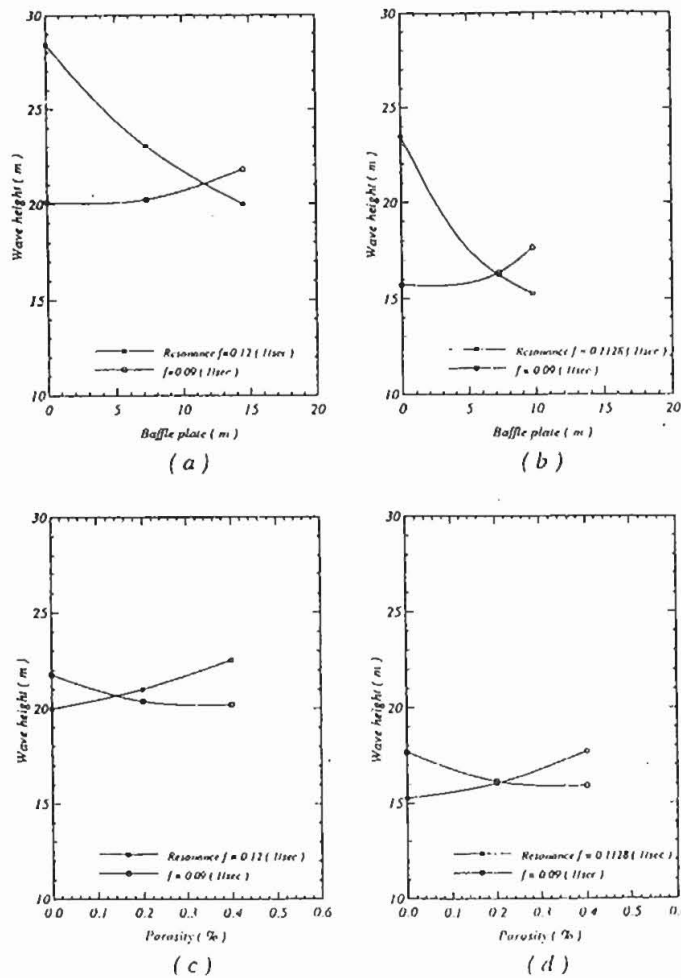 30
25
20
15
10
Wave height ( m )
Resonance f=0.12 ( 1/sec )
f=0.09 ( 1/sec )
0 5 10 15 20
Baffle plate ( m )
( a )
30
25
20
15
10
Wave height ( m )
Resonance f = 0.1128 ( 1/sec )
f = 0.09 ( 1/sec )
0 5 10 15 20
Baffle plate ( m )
( b )
30
25
20
15
10
Wave height ( m )
Resonance f = 0.12 ( 1/sec )
f = 0.09 ( 1/sec )
0.0 0.1 0.2 0.3 0.4 0.5 0.6
Porosity ( % )
( c )
30
25
20
15
10
Wave height ( m )
Resonance f = 0.1128 ( 1/sec )
f = 0.09 ( 1/sec )
0.0 0.1 0.2 0.3 0.4 0.5 0.6
Porosity ( % )
( d )